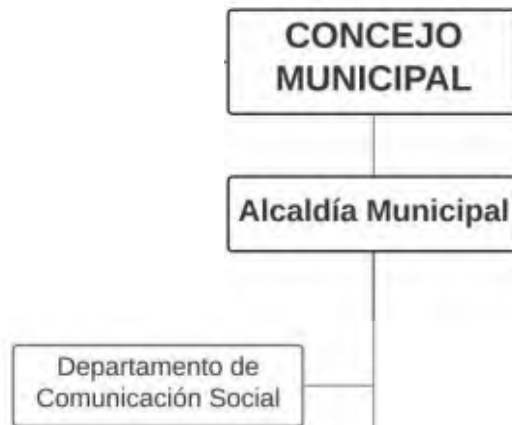 CONCEJO
MUNICIPAL
Alcaldía Municipal
Departamento de
Comunicación Social